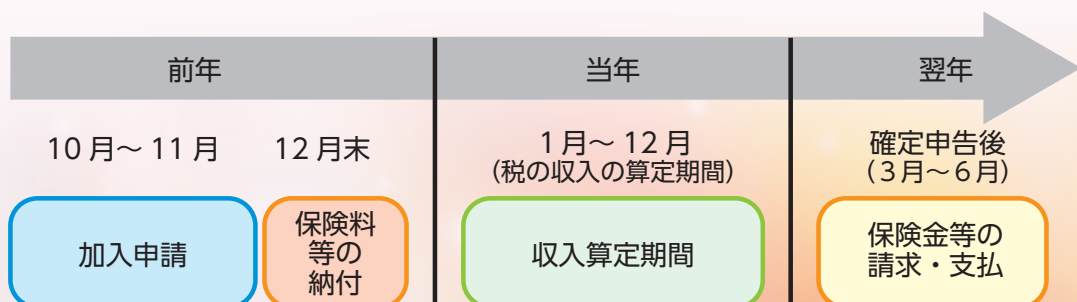 前年
当年
翌年
10月〜11月
12月末
1月〜12月
(税の収入の算定期間)
確定申告後
(3月〜6月)
加入申請
保険料
等の
納付
収入算定期間
保険金等の
請求・支払